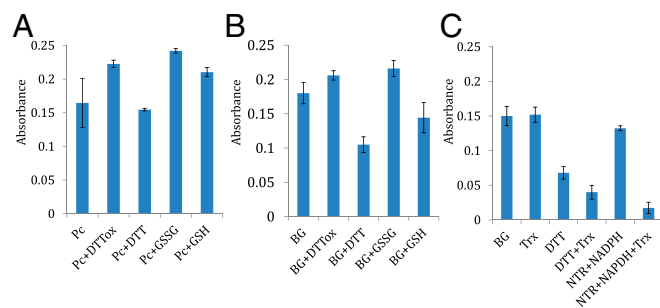 A
Absorbance
0.25
0.2
0.15
0.1
0.05
0
Pc
Pc+DTTox
Pc+DTT
Pc+GSSG
Pc+GSH
B
Absorbance
0.25
0.2
0.15
0.1
0.05
0
BG
BG+DTTox
BG+DTT
BG+GSSG
BG+GSH
C
Absorbance
0.25
0.2
0.15
0.1
0.05
0
BG
Trx
DTT
DTT+Trx
NTR+NADPH
NTR+NAPDH+Trx